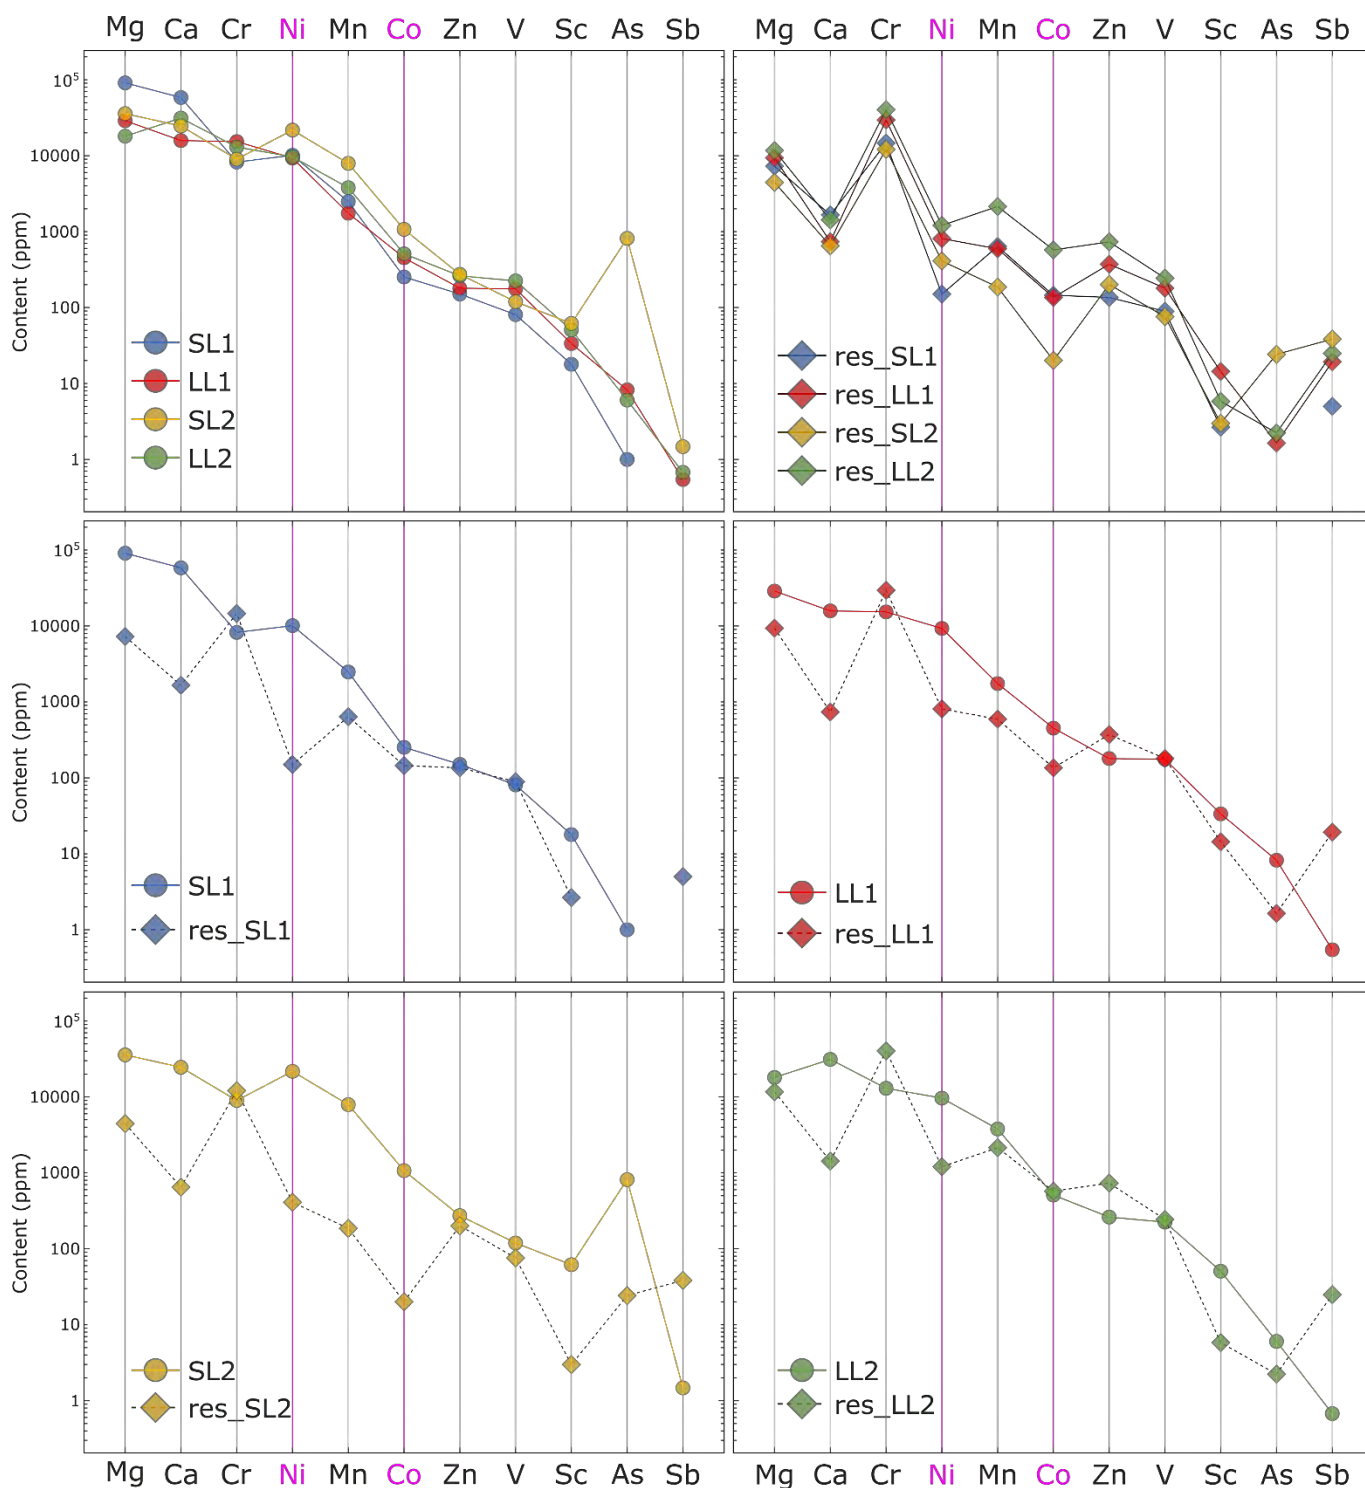 Mg Ca Cr Ni Mn Co Zn V Sc As Sb
Mg Ca Cr Ni Mn Co Zn V Sc As Sb
Content (ppm)
10⁵
10000
1000
100
10
1
SL1
LL1
SL2
LL2
res_SL1
res_LL1
res_SL2
res_LL2
Content (ppm)
10⁵
10000
1000
100
10
1
SL1
res_SL1
LL1
res_LL1
Content (ppm)
10⁵
10000
1000
100
10
1
SL2
res_SL2
LL2
res_LL2
Mg Ca Cr Ni Mn Co Zn V Sc As Sb
Mg Ca Cr Ni Mn Co Zn V Sc As Sb